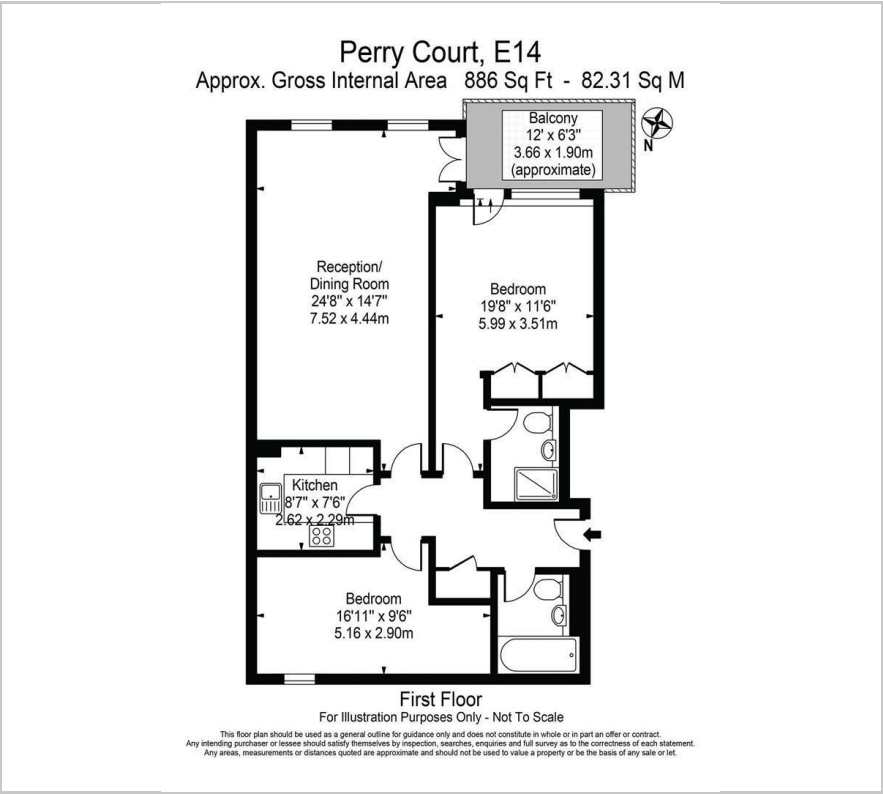 Perry Court, E14
Approx. Gross Internal Area 886 Sq Ft - 82.31 Sq M
Balcony
12' x 6'3"
3.66 x 1.90m
(approximate)
N
Reception/
Dining Room
24'8" x 14'7"
7.52 x 4.44m
Bedroom
19'8" x 11'6"
5.99 x 3.51m
Kitchen
8'7" x 7'6"
2.62 x 2.29m
Bedroom
16'11" x 9'6"
5.16 x 2.90m
First Floor
For Illustration Purposes Only - Not To Scale
This floor plan should be used as a general outline for guidance only and does not constitute in whole or in part an offer or contract.
Any intending purchaser or lessee should satisfy themselves by inspection, searches, enquiries and full survey as to the correctness of each statement.
Any areas, measurements or distances quoted are approximate and should not be used to value a property or be the basis of any sale or let.